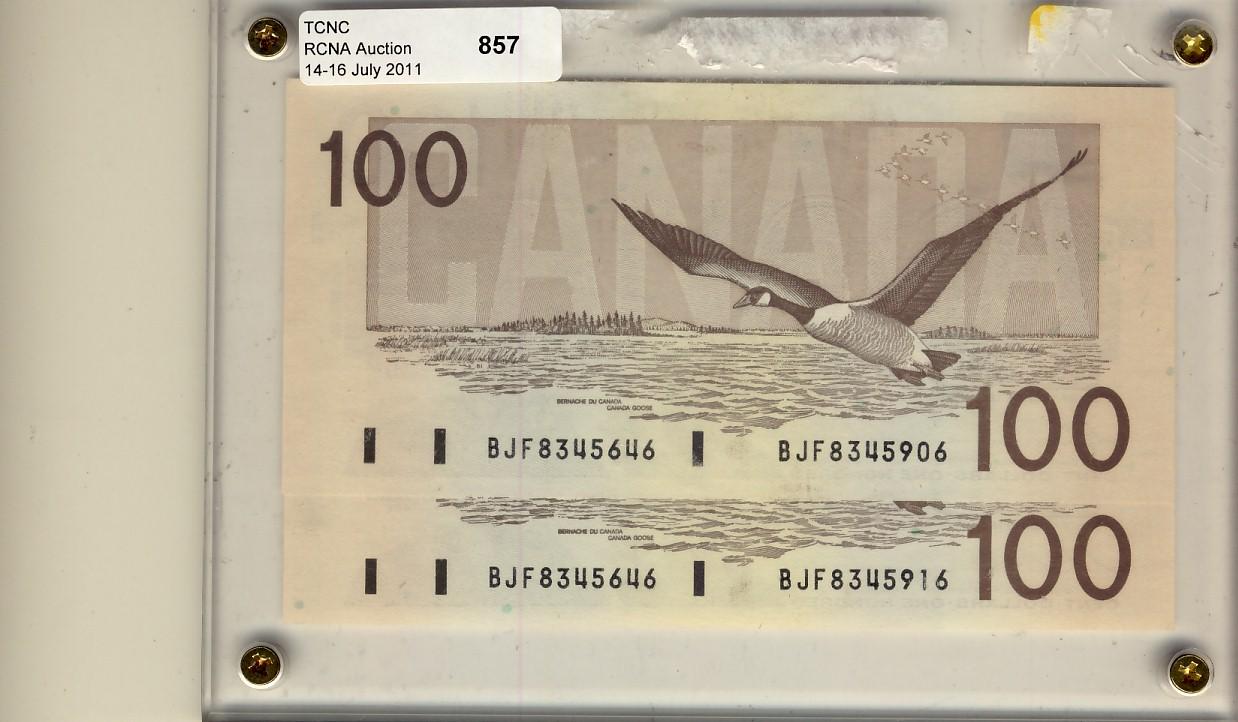 TCNC
RCNA Auction 857
14-16 July 2011
100
CANADA
BERNACHE DU CANADA
CANADA GOOSE
100
BJF8345646 BJF8345906
BERNACHE DU CANADA
CANADA GOOSE
100
BJF8345646 BJF8345916